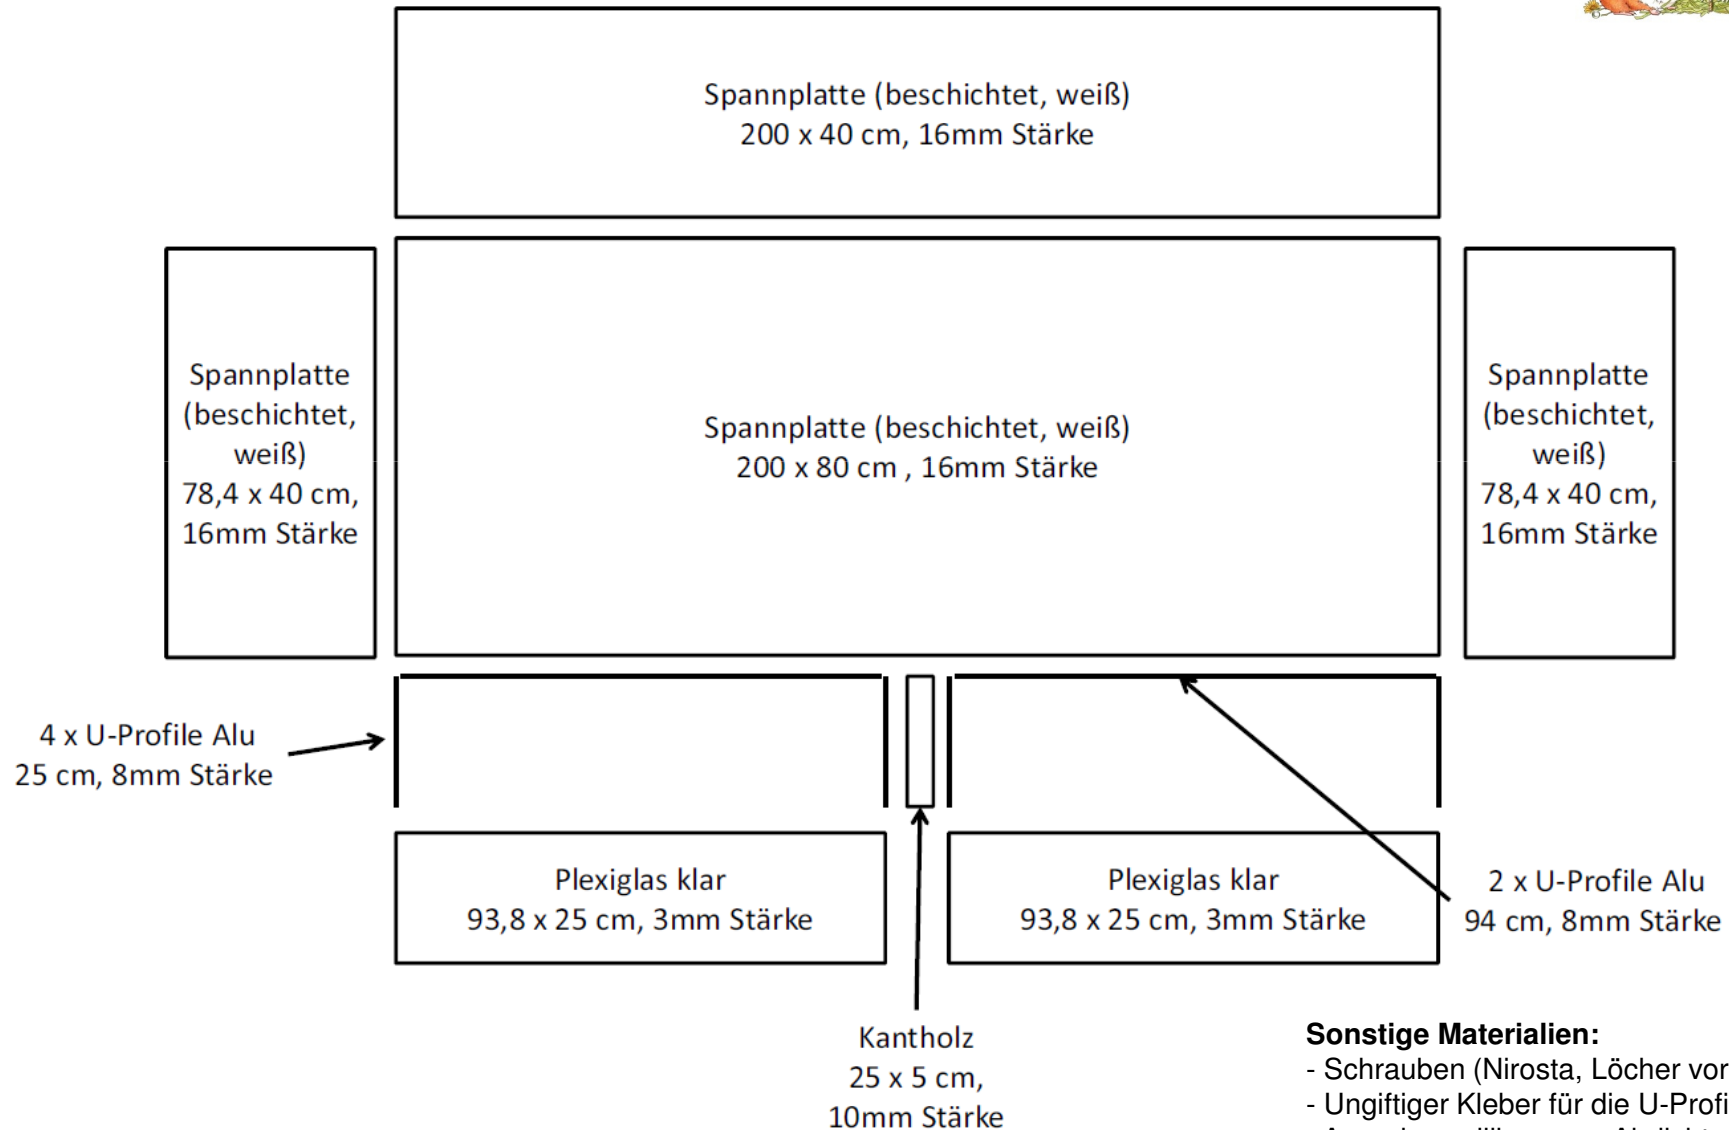 Spannplatte (beschichtet, weiß)
200 x 40 cm, 16mm Stärke
Spannplatte
(beschichtet,
weiß)
78,4 x 40 cm,
16mm Stärke
Spannplatte (beschichtet, weiß)
200 x 80 cm , 16mm Stärke
Spannplatte
(beschichtet,
weiß)
78,4 x 40 cm,
16mm Stärke
4 x U-Profile Alu
25 cm, 8mm Stärke
Plexiglas klar
93,8 x 25 cm, 3mm Stärke
Plexiglas klar
93,8 x 25 cm, 3mm Stärke
2 x U-Profile Alu
94 cm, 8mm Stärke
Kantholz
25 x 5 cm,
10mm Stärke
Sonstige Materialien:
- Schrauben (Nirosta, Löcher vor
- Ungiftiger Kleber für die U-Profi